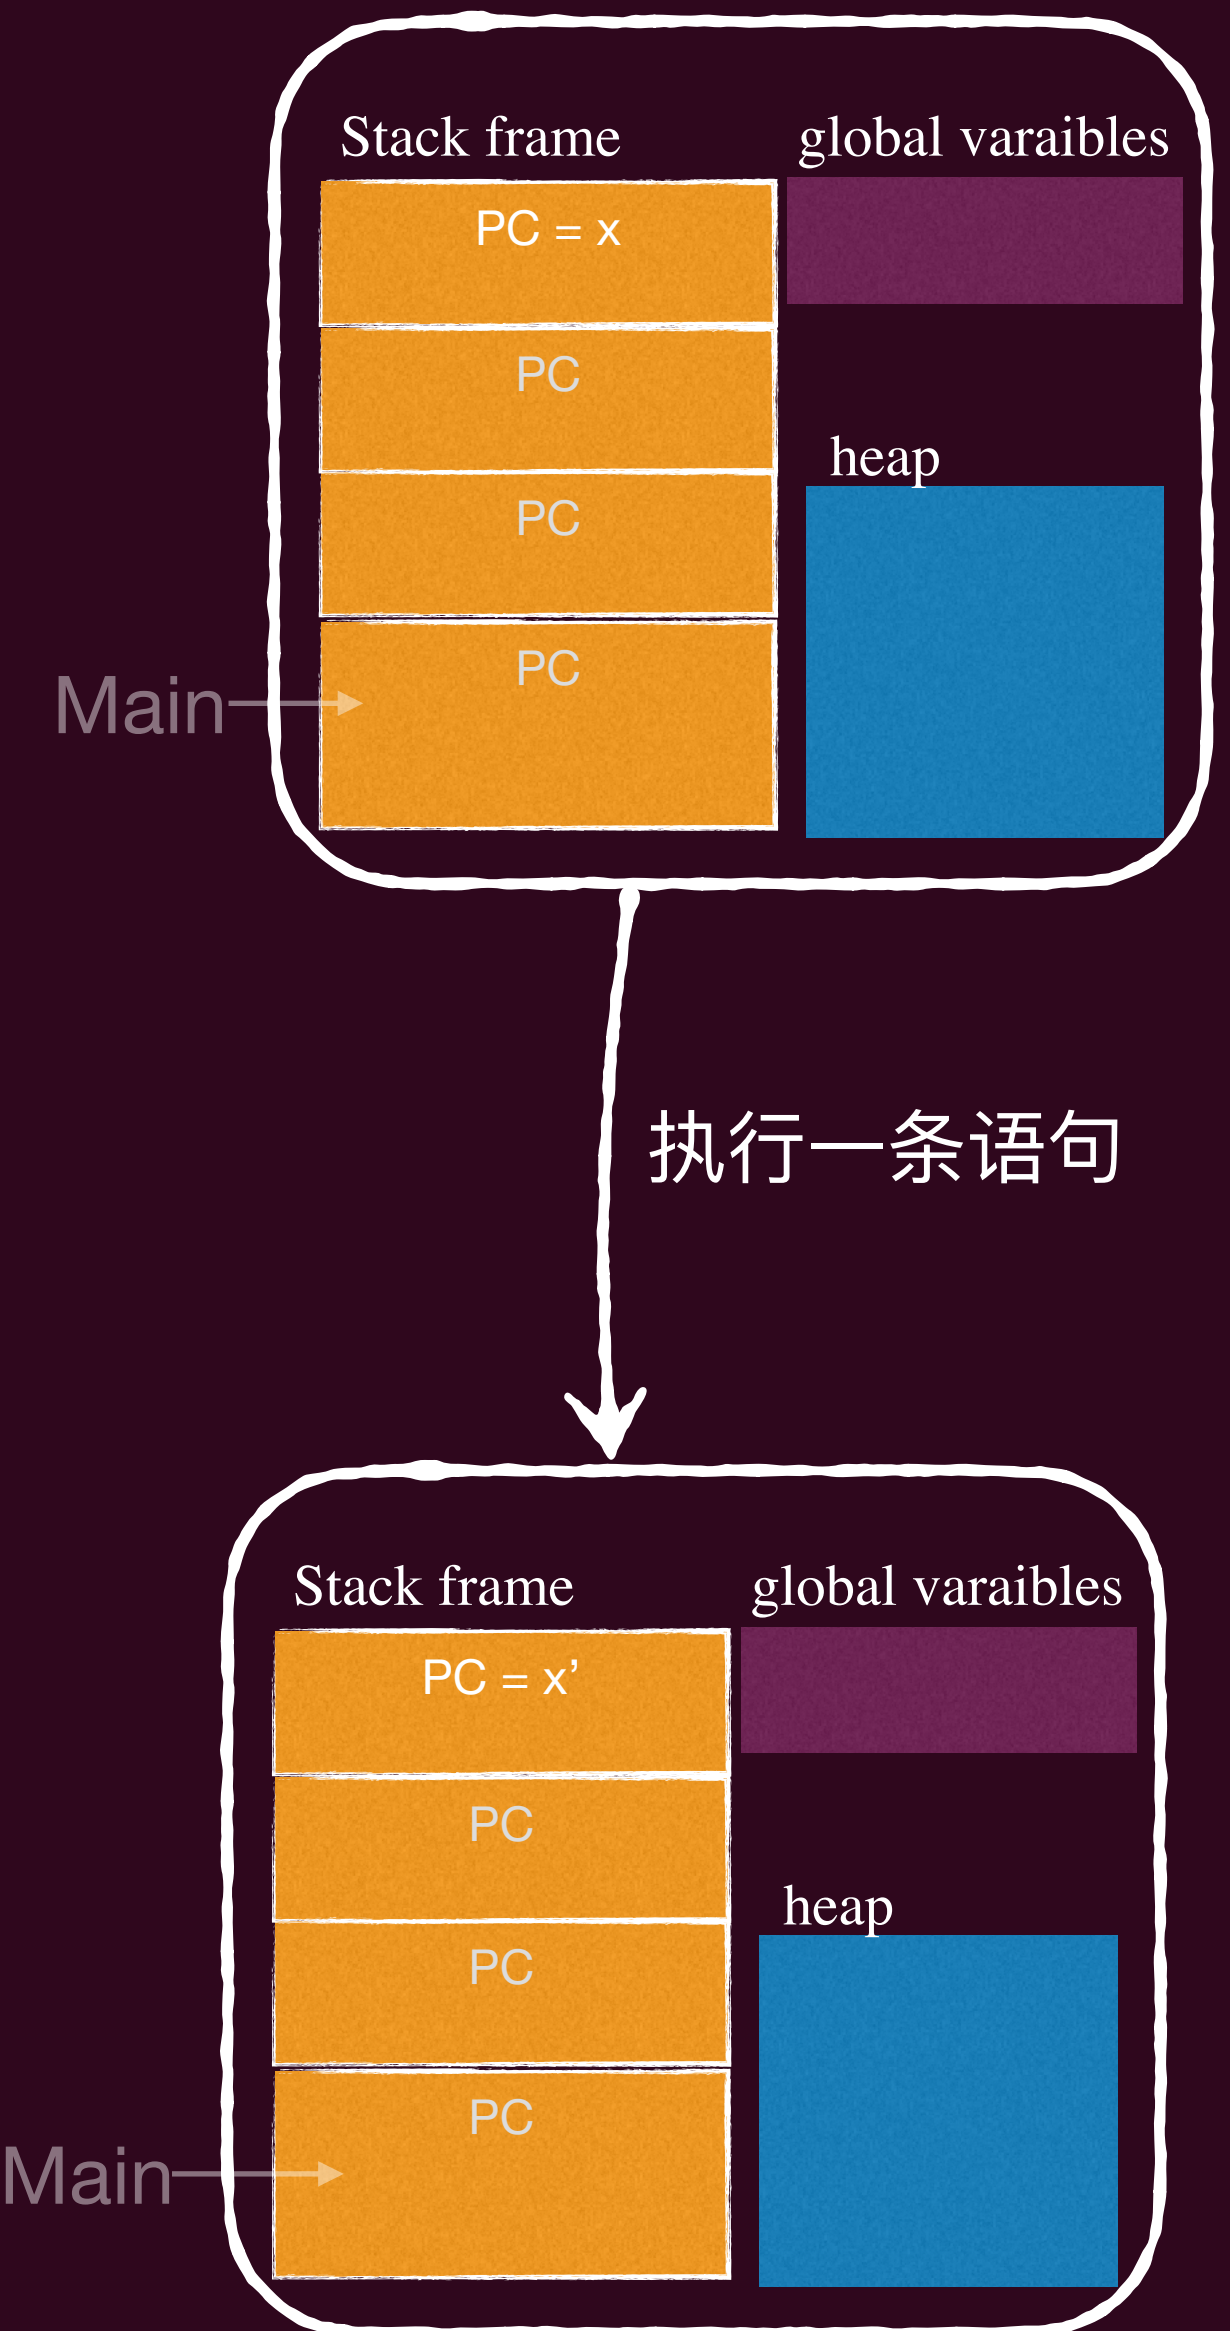 Stack frame
global varaibles
PC = x
PC
heap
PC
PC
Main
执行一条语句
Stack frame
global varaibles
PC = x’
PC
heap
PC
PC
Main